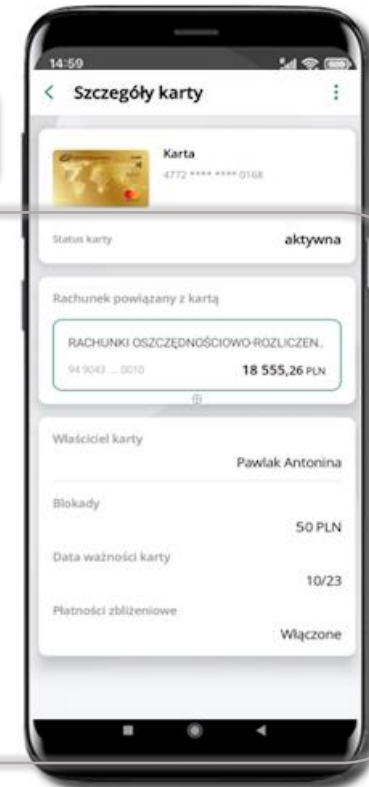 14:59
Szczegóły karty
Karta
4772 **** **** 0168
Status karty
aktywna
Rachunek powiązany z kartą
RACHUNKI OSZCZĘDNOŚCIOWO-ROZLICZEN..
94 9043 ... 0010
18 555,26 PLN
Właściciel karty
Pawlak Antonina
Blokady
50 PLN
Data ważności karty
10/23
Płatności zbliżeniowe
Włączone